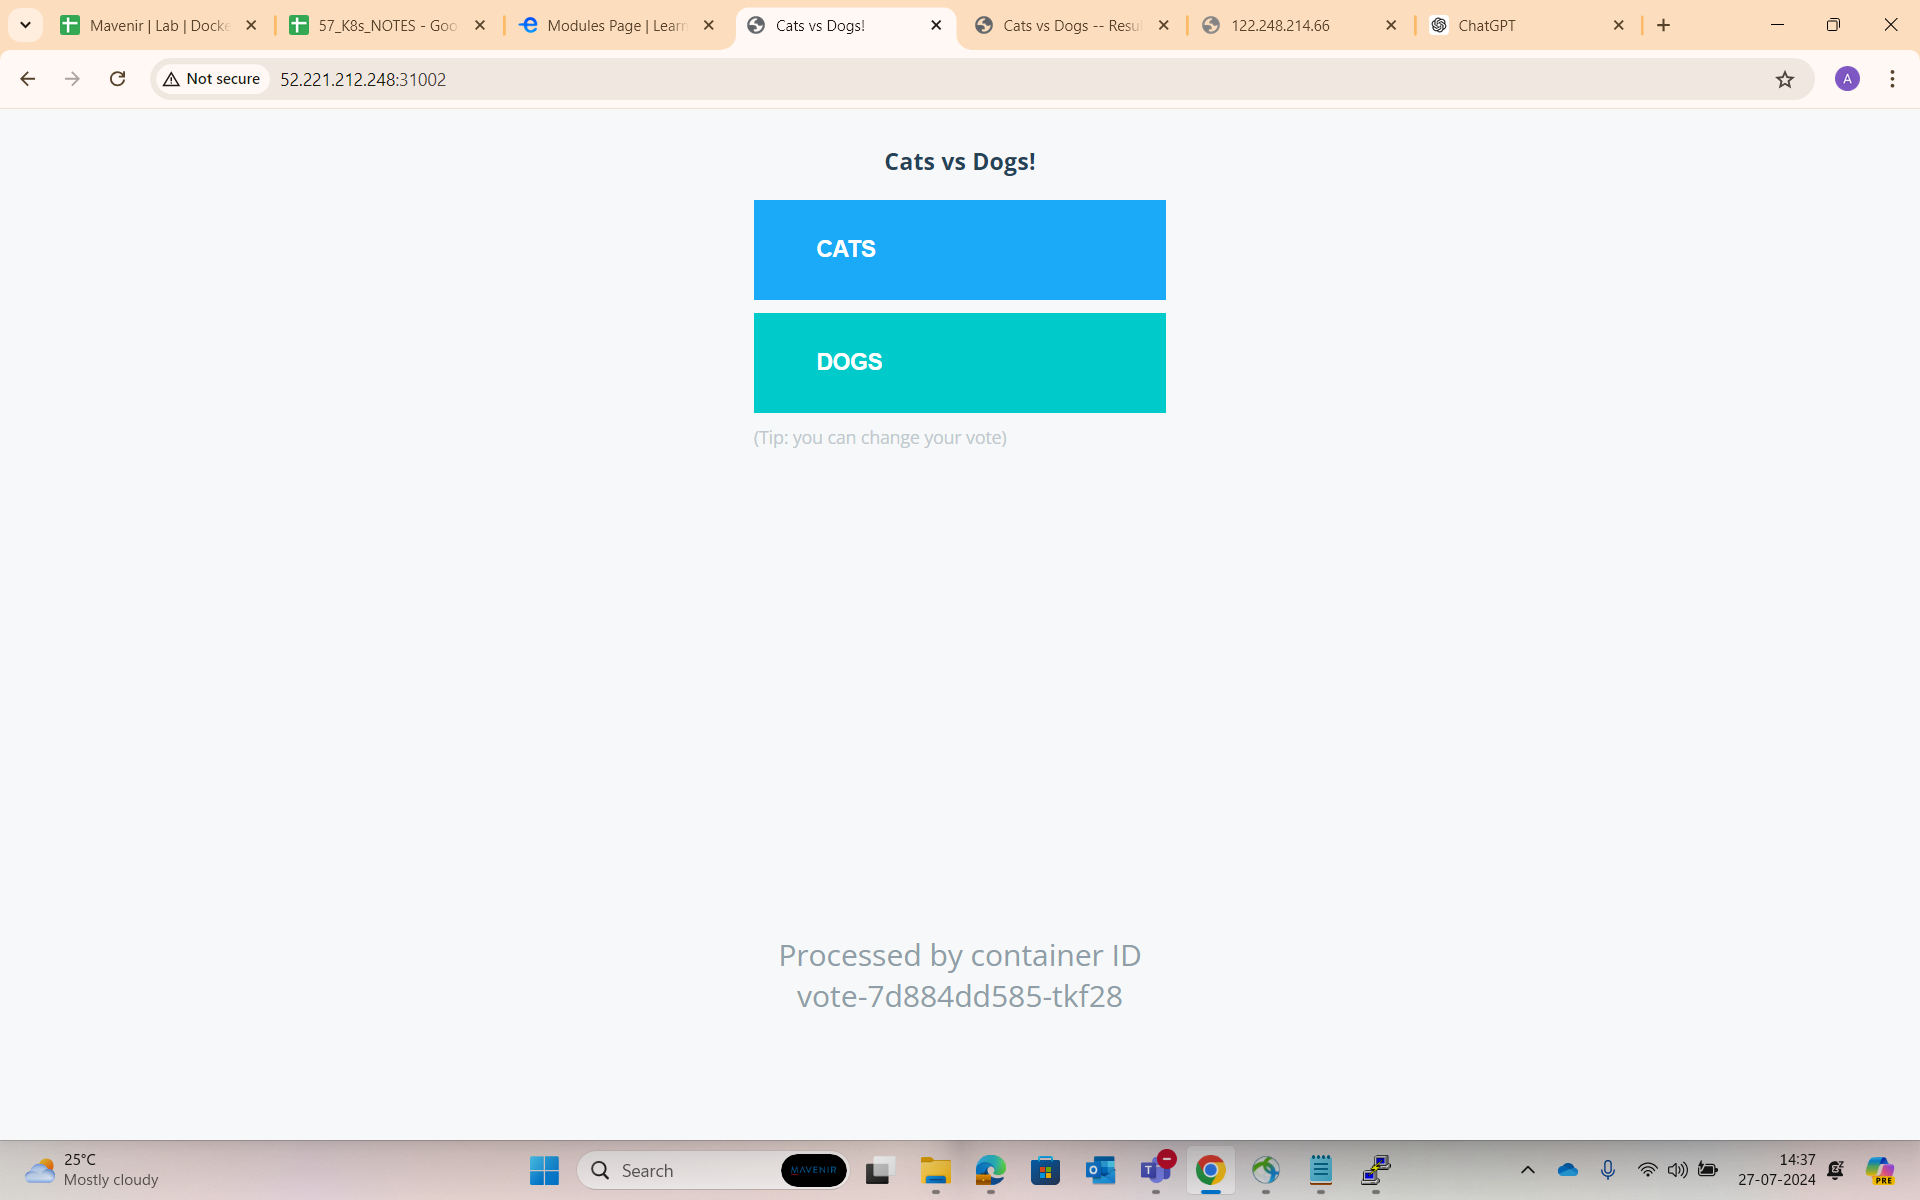 Mavenir | Lab | Docke
57_K8s_NOTES - Goo
Modules Page | Learn
Cats vs Dogs!
Cats vs Dogs -- Resu
122.248.214.66
ChatGPT
Not secure
52.221.212.248:31002
A
Cats vs Dogs!
CATS
DOGS
(Tip: you can change your vote)
Processed by container ID
vote-7d884dd585-tkf28
25°C
Mostly cloudy
Search
MAVENIR
14:37
27-07-2024
PRE